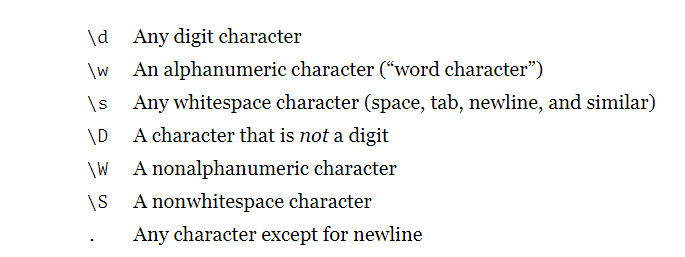 \d Any digit character
\w An alphanumeric character (“word character”)
\s Any whitespace character (space, tab, newline, and similar)
\D A character that is not a digit
\W A nonalphanumeric character
\S A nonwhitespace character
. Any character except for newline